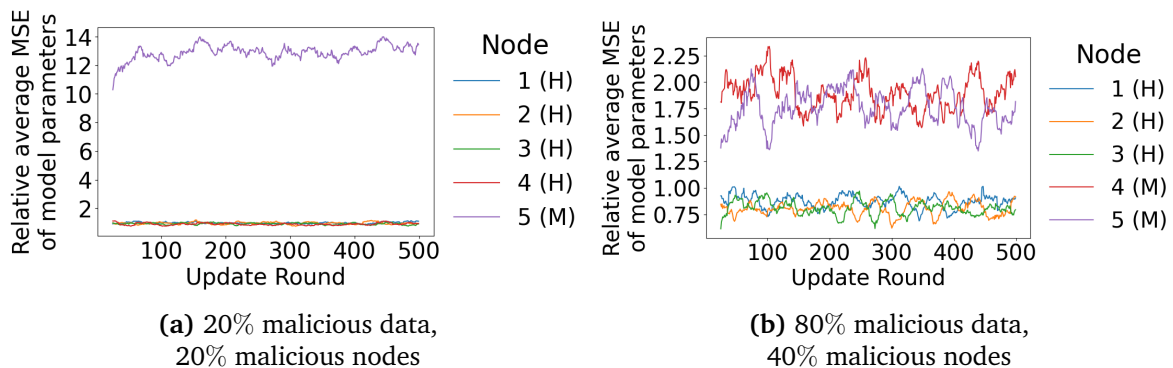 Relative average MSE
of model parameters
14
12
10
8
6
4
2
100
200
300
400
500
Update Round
Node
1 (H)
2 (H)
3 (H)
4 (H)
5 (M)
(a) 20% malicious data,
20% malicious nodes
Relative average MSE
of model parameters
2.25
2.00
1.75
1.50
1.25
1.00
0.75
100
200
300
400
500
Update Round
Node
1 (H)
2 (H)
3 (H)
4 (M)
5 (M)
(b) 80% malicious data,
40% malicious nodes